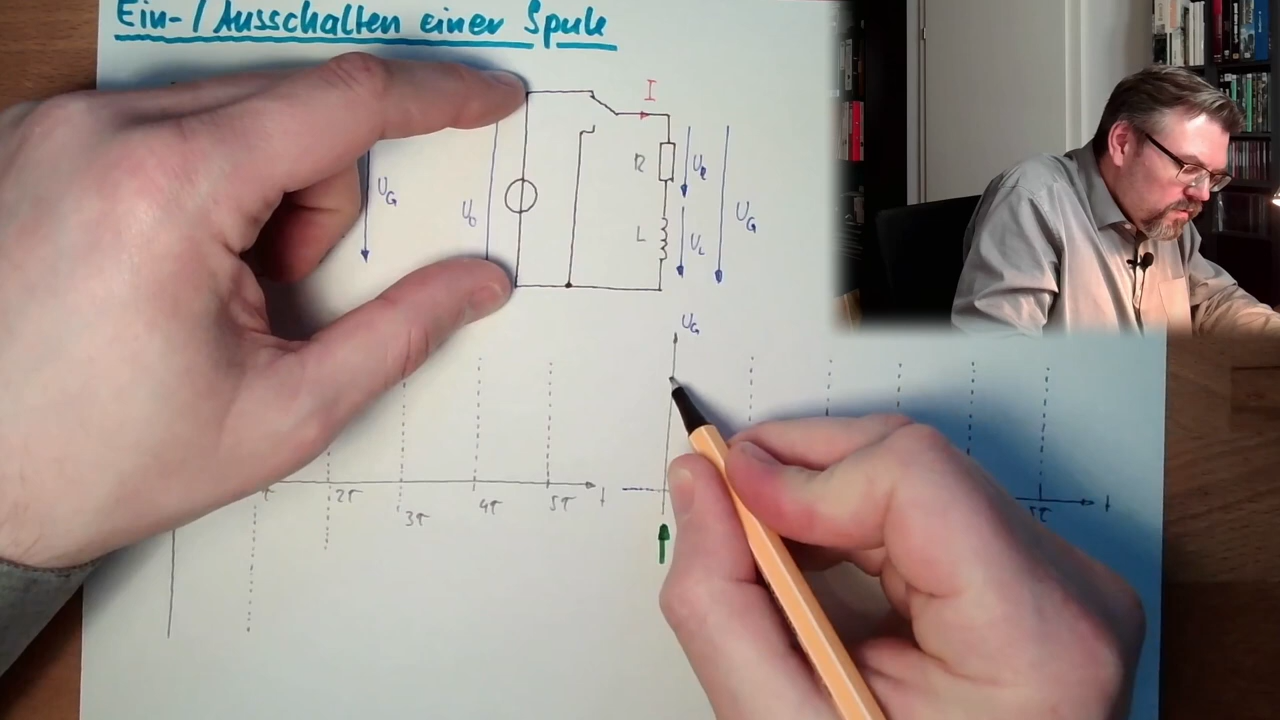 Ein-/Ausschalten einer Spule
I
R
U_R
U_G
U_0
U_G
L
U_L
U_G
τ
2τ
3τ
4τ
5τ
t
5τ
t